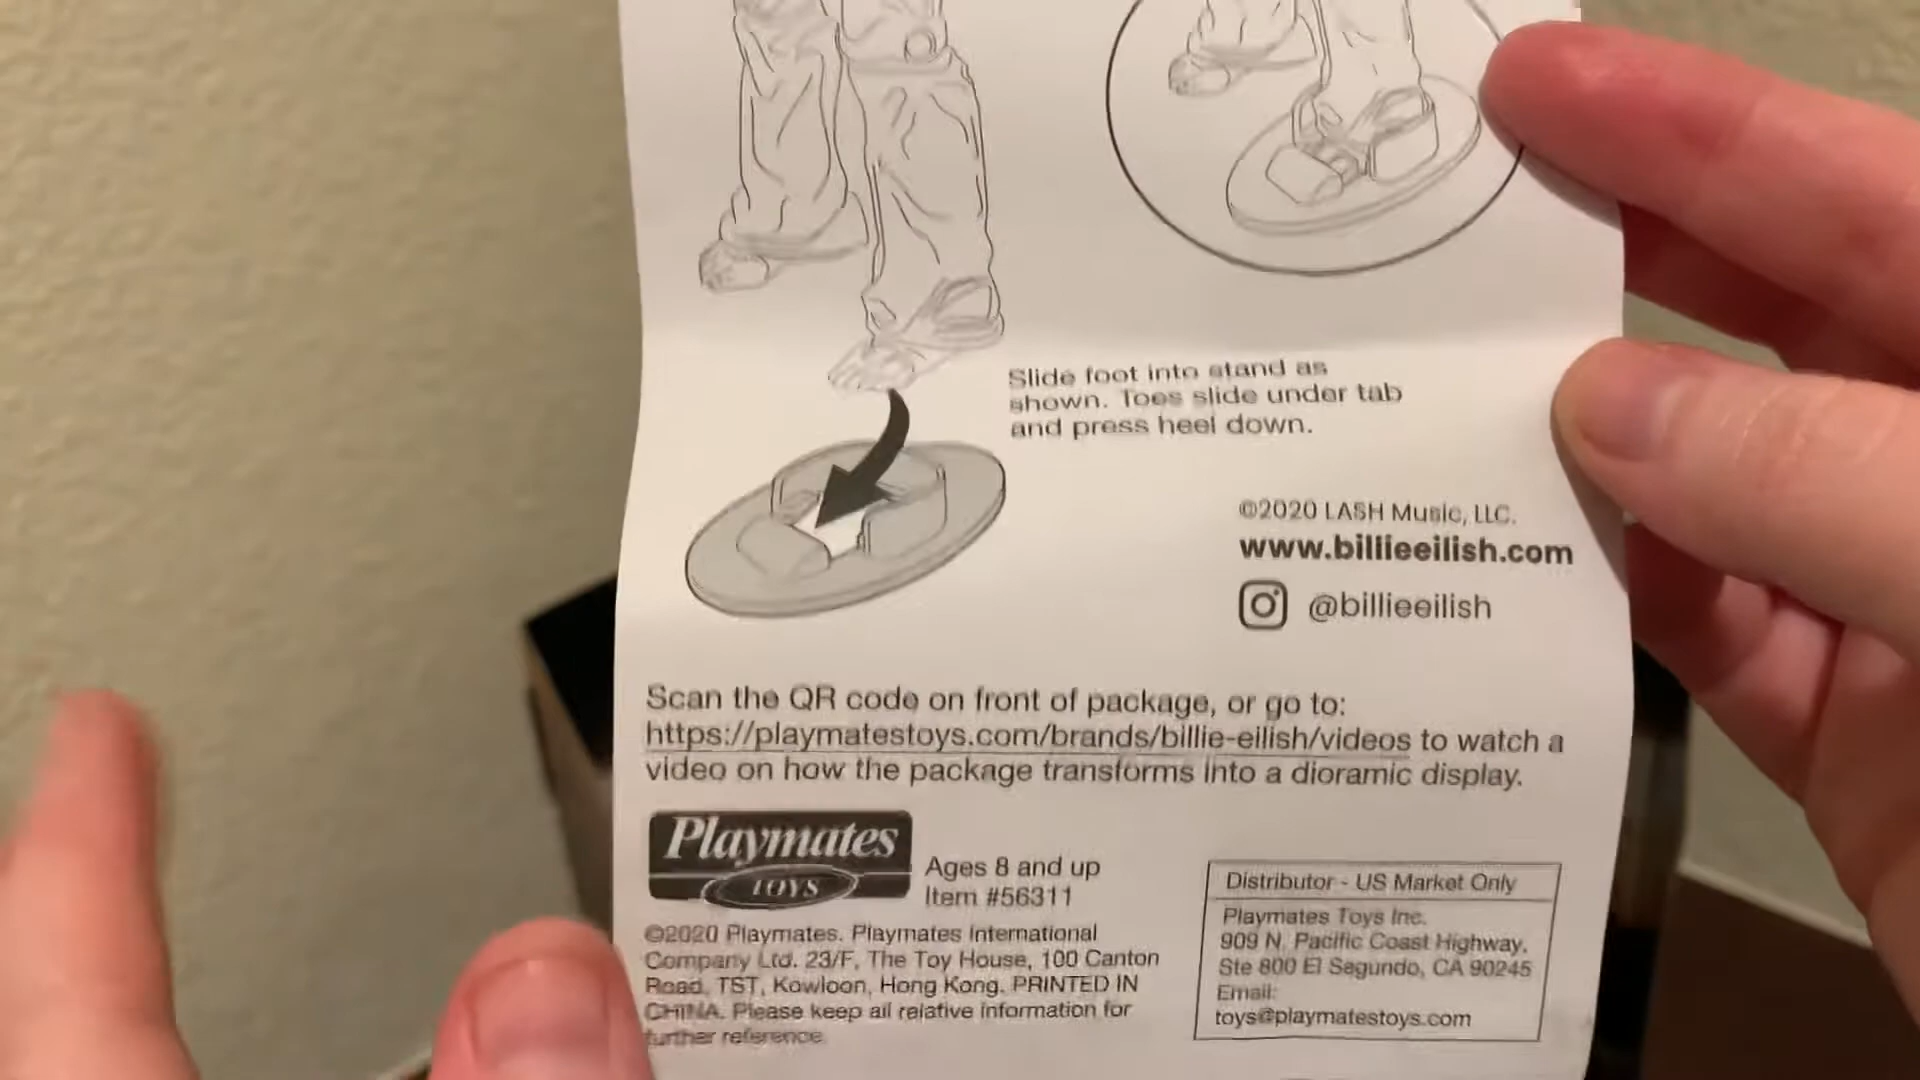 Slide foot into stand as
shown. Toes slide under tab
and press heel down.
©2020 LASH Music, LLC.
www.billieeilish.com
@billieeilish
Scan the QR code on front of package, or go to:
https://playmatestoys.com/brands/billie-eilish/videos to watch a
video on how the package transforms into a dioramic display.
Playmates
TOYS
Ages 8 and up
Item #56311
©2020 Playmates. Playmates International
Company Ltd. 23/F, The Toy House, 100 Canton
Road, TST, Kowloon, Hong Kong. PRINTED IN
CHINA. Please keep all relative information for
further reference.
Distributor - US Market Only
Playmates Toys Inc.
909 N. Pacific Coast Highway,
Ste 800 El Segundo, CA 90245
Email:
toys@playmatestoys.com